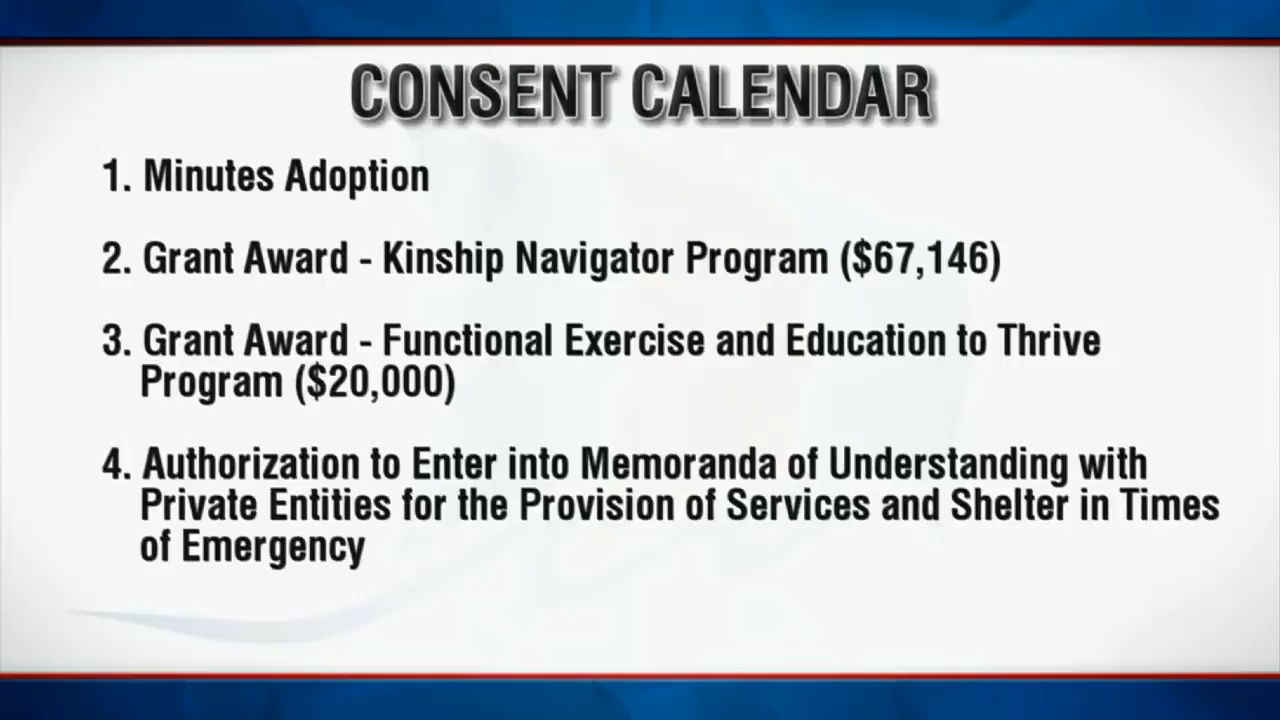 CONSENT CALENDAR
1. Minutes Adoption
2. Grant Award - Kinship Navigator Program ($67,146)
3. Grant Award - Functional Exercise and Education to Thrive
Program ($20,000)
4. Authorization to Enter into Memoranda of Understanding with
Private Entities for the Provision of Services and Shelter in Times
of Emergency